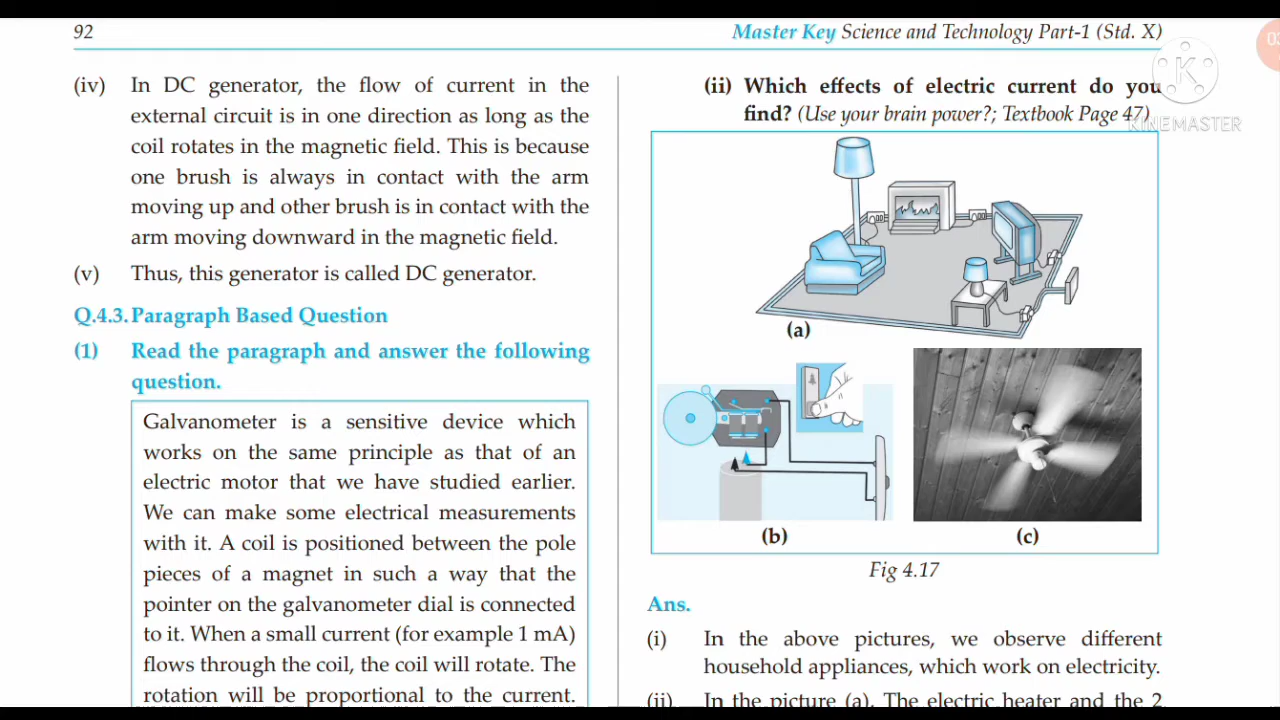 92
Master Key Science and Technology Part-1 (Std. X)
(iv) In DC generator, the flow of current in the
external circuit is in one direction as long as the
coil rotates in the magnetic field. This is because
one brush is always in contact with the arm
moving up and other brush is in contact with the
arm moving downward in the magnetic field.
(v) Thus, this generator is called DC generator.
Q.4.3. Paragraph Based Question
(1) Read the paragraph and answer the following
question.
Galvanometer is a sensitive device which
works on the same principle as that of an
electric motor that we have studied earlier.
We can make some electrical measurements
with it. A coil is positioned between the pole
pieces of a magnet in such a way that the
pointer on the galvanometer dial is connected
to it. When a small current (for example 1 mA)
flows through the coil, the coil will rotate. The
rotation will be proportional to the current.
(ii) Which effects of electric current do you
find? (Use your brain power?; Textbook Page 47)
(a)
(b)
(c)
Fig 4.17
Ans.
(i) In the above pictures, we observe different
household appliances, which work on electricity.
(ii) In the picture (a). The electric heater and the 2
K
KINEMASTER